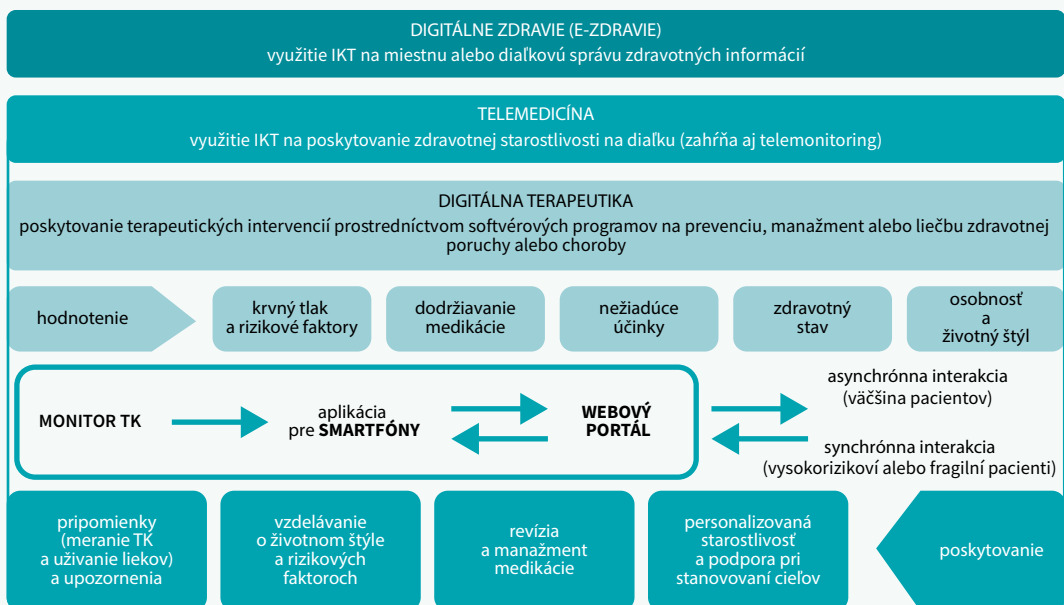 DIGITÁLNE ZDRAVIE (E-ZDRAVIE)
využitie IKT na miestnu alebo diaľkovú správu zdravotných informácií
TELEMEDICÍNA
využitie IKT na poskytovanie zdravotnej starostlivosti na diaľku (zahŕňa aj telemonitoring)
DIGITÁLNA TERAPEUTIKA
poskytovanie terapeutických intervencií prostredníctvom softvérových programov na prevenciu, manažment alebo liečbu zdravotnej
poruchy alebo choroby
hodnotenie
krvný tlak
a rizikové faktory
dodržiavanie
medikácie
nežiadúce
účinky
zdravotný
stav
osobnosť
a
životný štýl
MONITOR TK
aplikácia
pre SMARTFÓNY
WEBOVÝ
PORTÁL
asynchrónna interakcia
(väčšina pacientov)
synchrónna interakcia
(vysokorizikoví alebo fragilní pacienti)
pripomienky
(meranie TK
a uživanie liekov)
a upozornenia
vzdelávanie
o životnom štýle
a rizikových
faktoroch
revízia
a manažment
medikácie
personalizovaná
starostlivosť
a podpora pri
stanovovaní cieľov
poskytovanie